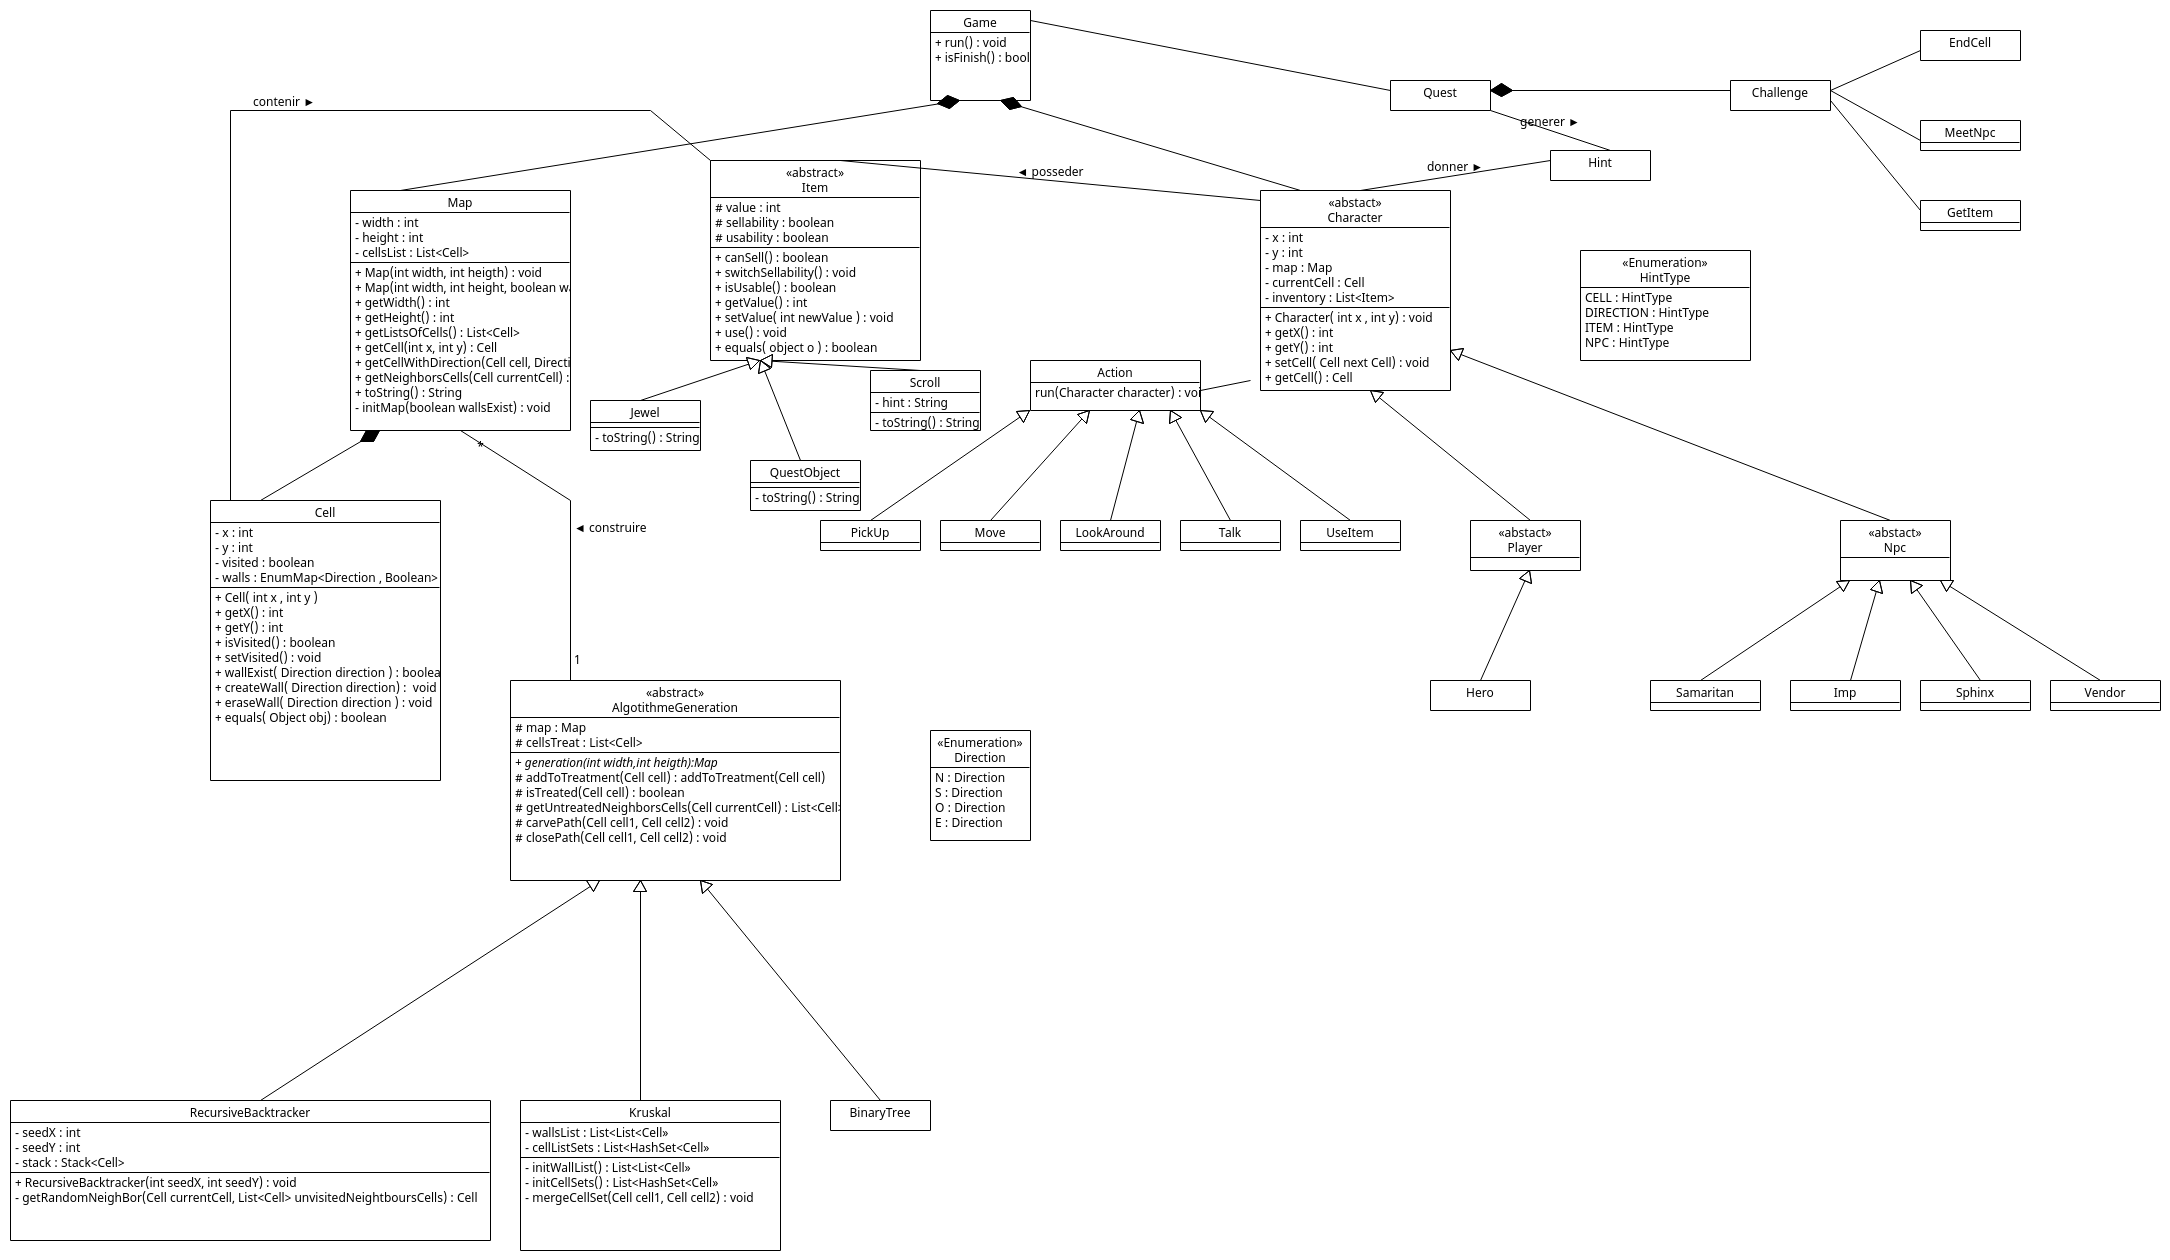 Game
+ run() : void
+ isFinish() : bool
EndCell
Quest
Challenge
contenir ►
generer ►
MeetNpc
Hint
donner ►
◄ posseder
GetItem
Map
- width : int
- height : int
- cellsList : List<Cell>
+ Map(int width, int heigth) : void
+ Map(int width, int height, boolean wa
+ getWidth() : int
+ getHeight() : int
+ getListsOfCells() : List<Cell>
+ getCell(int x, int y) : Cell
+ getCellWithDirection(Cell cell, Directi
+ getNeighborsCells(Cell currentCell) :
+ toString() : String
- initMap(boolean wallsExist) : void
«abstract»
Item
# value : int
# sellability : boolean
# usability : boolean
+ canSell() : boolean
+ switchSellability() : void
+ isUsable() : boolean
+ getValue() : int
+ setValue( int newValue ) : void
+ use() : void
+ equals( object o ) : boolean
«abstact»
Character
- x : int
- y : int
- map : Map
- currentCell : Cell
- inventory : List<Item>
+ Character( int x , int y) : void
+ getX() : int
+ getY() : int
+ setCell( Cell next Cell) : void
+ getCell() : Cell
«Enumeration»
HintType
CELL : HintType
DIRECTION : HintType
ITEM : HintType
NPC : HintType
Action
run(Character character) : voi
Scroll
- hint : String
- toString() : String
Jewel
- toString() : String
QuestObject
- toString() : String
*
◄ construire
1
Cell
- x : int
- y : int
- visited : boolean
- walls : EnumMap<Direction , Boolean>
+ Cell( int x , int y )
+ getX() : int
+ getY() : int
+ isVisited() : boolean
+ setVisited() : void
+ wallExist( Direction direction ) : boolea
+ createWall( Direction direction) :  void
+ eraseWall( Direction direction ) : void
+ equals( Object obj) : boolean
PickUp
Move
LookAround
Talk
UseItem
«abstact»
Player
«abstact»
Npc
Hero
Samaritan
Imp
Sphinx
Vendor
«abstract»
AlgotithmeGeneration
# map : Map
# cellsTreat : List<Cell>
+ generation(int width,int heigth):Map
# addToTreatment(Cell cell) : addToTreatment(Cell cell)
# isTreated(Cell cell) : boolean
# getUntreatedNeighborsCells(Cell currentCell) : List<Cell>
# carvePath(Cell cell1, Cell cell2) : void
# closePath(Cell cell1, Cell cell2) : void
«Enumeration»
Direction
N : Direction
S : Direction
O : Direction
E : Direction
RecursiveBacktracker
- seedX : int
- seedY : int
- stack : Stack<Cell>
+ RecursiveBacktracker(int seedX, int seedY) : void
- getRandomNeighBor(Cell currentCell, List<Cell> unvisitedNeightboursCells) : Cell
Kruskal
- wallsList : List<List<Cell»
- cellListSets : List<HashSet<Cell»
- initWallList() : List<List<Cell»
- initCellSets() : List<HashSet<Cell»
- mergeCellSet(Cell cell1, Cell cell2) : void
BinaryTree